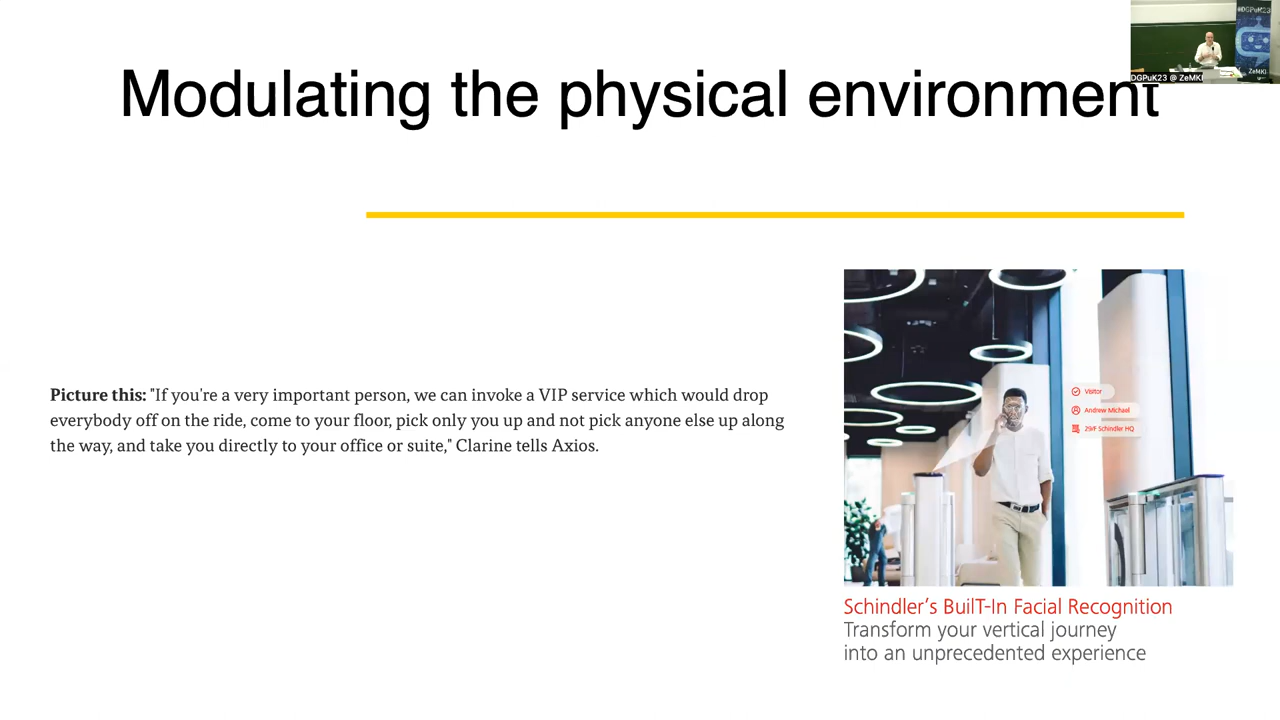 #DGPuK23
ZeMKI
DGPuK23 @ ZeMKI
Modulating the physical environment
Picture this: "If you're a very important person, we can invoke a VIP service which would drop
everybody off on the ride, come to your floor, pick only you up and not pick anyone else up along
the way, and take you directly to your office or suite," Clarine tells Axios.
Visitor
Andrew Michael
29/F Schindler HQ
Schindler's BuilT-In Facial Recognition
Transform your vertical journey
into an unprecedented experience